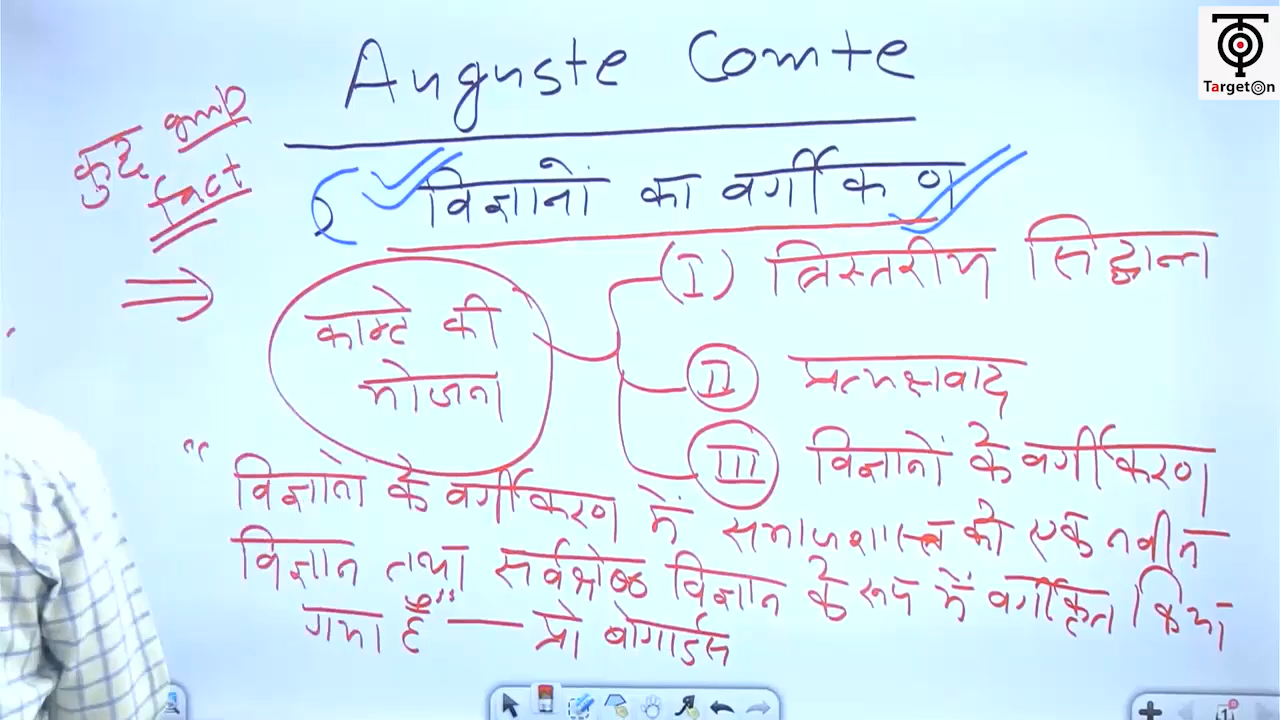 Auguste Comte
TargetOn
कुछ imp
fact
विज्ञानों का वर्गीकरण
⇒ काम्टे की
योजना
(I) त्रिस्तरीय सिद्धान्त
II प्रत्यक्षवाद
III विज्ञानों के वर्गीकरण
“ विज्ञानो के वर्गीकरण में समाजशास्त्र को एक नवीन
विज्ञान तथा सर्वश्रेष्ठ विज्ञान के रूप में वर्गीकृत किया
गया है” — प्रो बोगार्डस
1